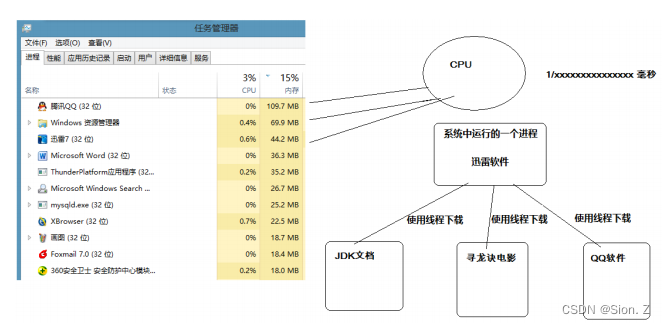 任务管理器
文件(F) 选项(O) 查看(V)
进程 性能 应用历史记录 启动 用户 详细信息 服务
3% 15%
名称 状态 CPU 内存
腾讯QQ (32 位) 0% 109.7 MB
Windows 资源管理器 0.4% 69.9 MB
迅雷7 (32 位) 0.6% 44.2 MB
Microsoft Word (32 位) 0% 36.3 MB
ThunderPlatform应用程序 (32... 0.2% 35.2 MB
Microsoft Windows Search ... 0% 26.7 MB
mysqld.exe (32 位) 0% 25.2 MB
XBrowser (32 位) 0.7% 22.5 MB
画图 (32 位) 0% 18.7 MB
Foxmail 7.0 (32 位) 0% 18.4 MB
360安全卫士 安全防护中心模块... 0.2% 18.0 MB
CPU
1/xxxxxxxxxxxxxxx 毫秒
系统中运行的一个进程
迅雷软件
使用线程下载 使用线程下载 使用线程下载
JDK文档 寻龙诀电影 QQ软件
CSDN @Sion. Z